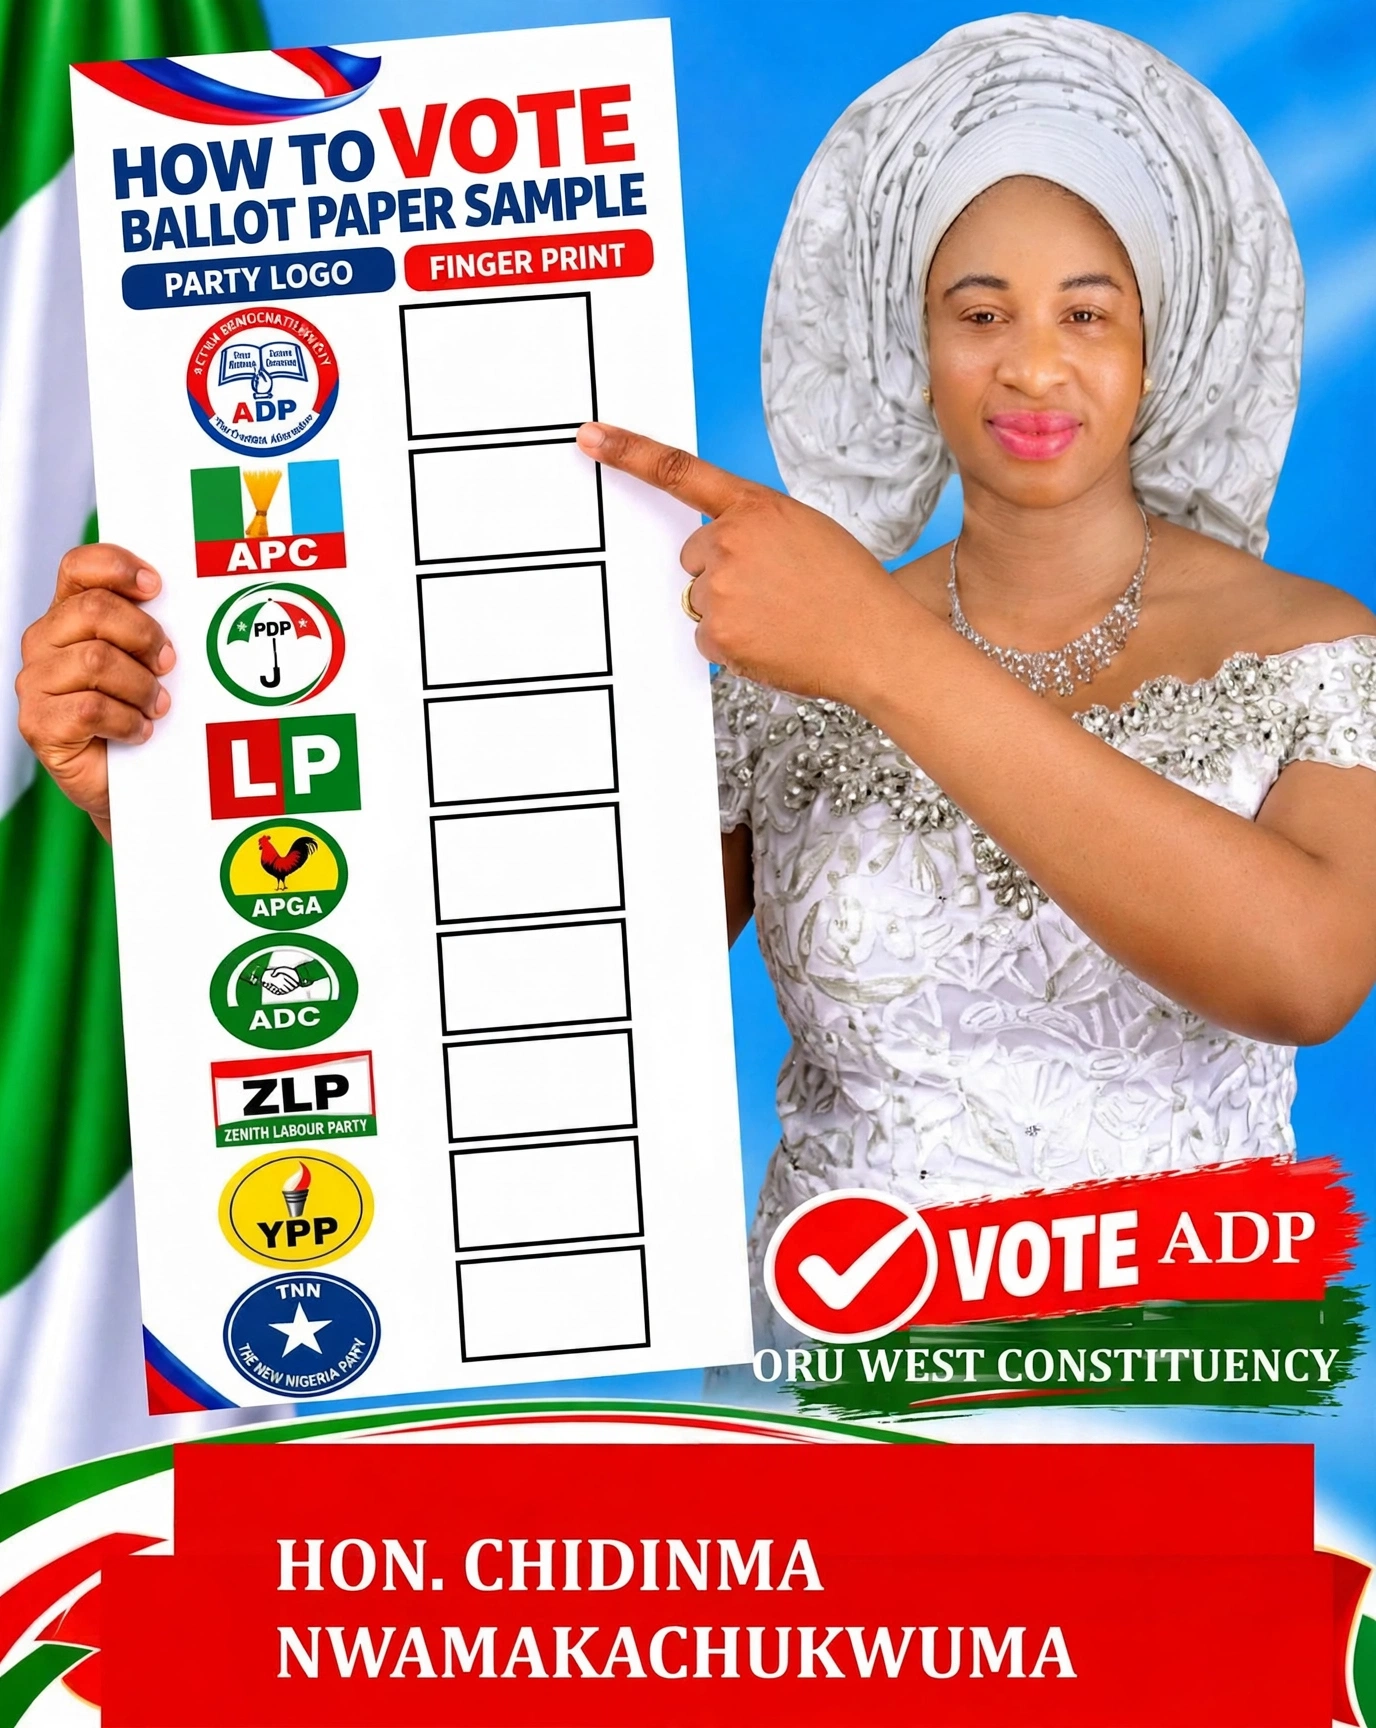 HOW TO VOTE
BALLOT PAPER SAMPLE
PARTY LOGO FINGER PRINT
ADP
APC
PDP
LP
APGA
ADC
ZLP
ZENITH LABOUR PARTY
YPP
TNN
THE NEW NIGERIA PARTY
VOTE ADP
ORU WEST CONSTITUENCY
HON. CHIDINMA
NWAMAKACHUKWUMA